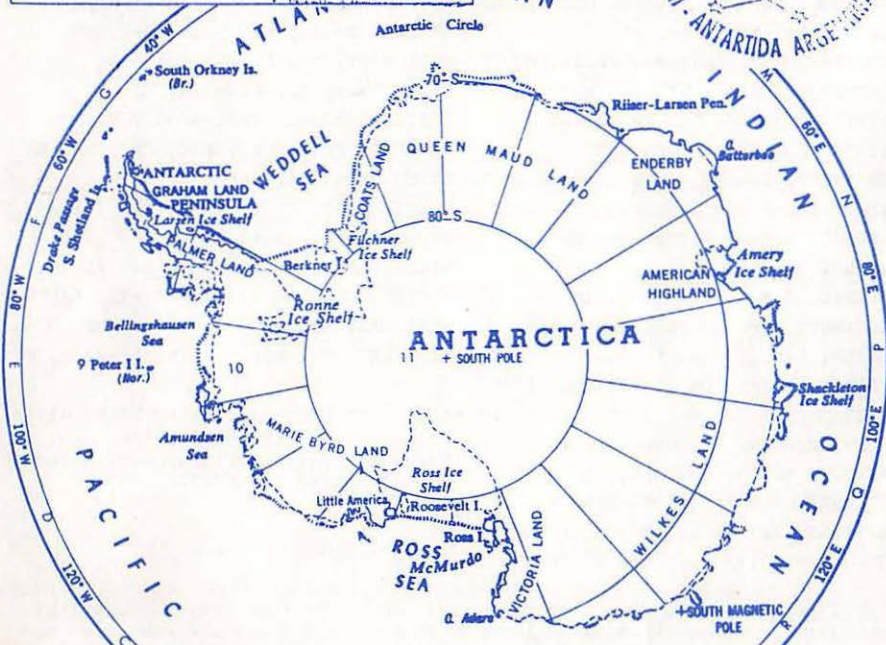 ATLAN
N
Antarctic Circle
. ANTARTIDA ARGEN
40° W
G
South Orkney Is.
(Br.)
70° S
INDIAN
OCEAN
M
60° E
Riiser-Larsen Pen.
60° W
F
WEDDELL
SEA
QUEEN MAUD
LAND
COATS LAND
ENDERBY
LAND
N
ANTARCTIC
GRAHAM LAND
PENINSULA
Larsen Ice Shelf
Drake Passage
S. Shetland Is.
PALMER LAND
80° S
Filchner
Ice Shelf
Berkner I.
Ronne
Ice Shelf
AMERICAN
HIGHLAND
Amery
Ice Shelf
80° E
80° W
Bellingshausen
Sea
E
ANTARCTICA
11
+ SOUTH POLE
P
9 Peter I I.
(Nor.)
10
Shackleton
Ice Shelf
100° E
100° W
Amundsen
Sea
MARIE BYRD LAND
Ross Ice
Shelf
Little America
Roosevelt I.
Ross I.
ROSS
SEA
McMurdo Sd
VICTORIA LAND
WILKES LAND
Q
D
PACIFIC
120° E
120° W
+SOUTH MAGNETIC
POLE
R